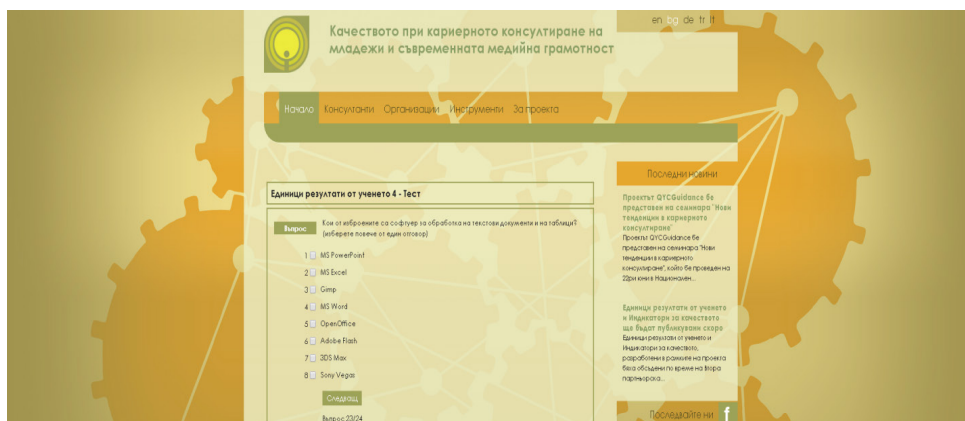 en bg de tr lt
Качеството при кариерното консултиране на
младежи и съвременната медийна грамотност
Начало Консултанти Организации Инструменти За проекта
Единици резултати от ученето 4 - Тест
Въпрос
Кои от изброените са софтуер за обработка на текстови документи и на таблици?
(изберете повече от един отговор)
1 MS PowerPoint
2 MS Excel
3 Gimp
4 MS Word
5 OpenOffice
6 Adobe Flash
7 3DS Max
8 Sony Vegas
Следващ
Въпрос 23/24
Последни новини
Проектът QYCGuidance бе
представен на семинара "Нови
тенденции в кариерното
консултиране"
Проектът QYCGuidance бе
представен на семинара "Нови
тенденции в кариерното
консултиране", който бе проведен на
22ри юни в Националн...
Единици резултати от ученето
и Индикатори за качеството
ще бъдат публикувани скоро
Единици резултати от ученето и
Индикатори за качеството,
разработени в рамките на проекта
бяха обсъдени по време на втора
партньорска...
Последвайте ни f